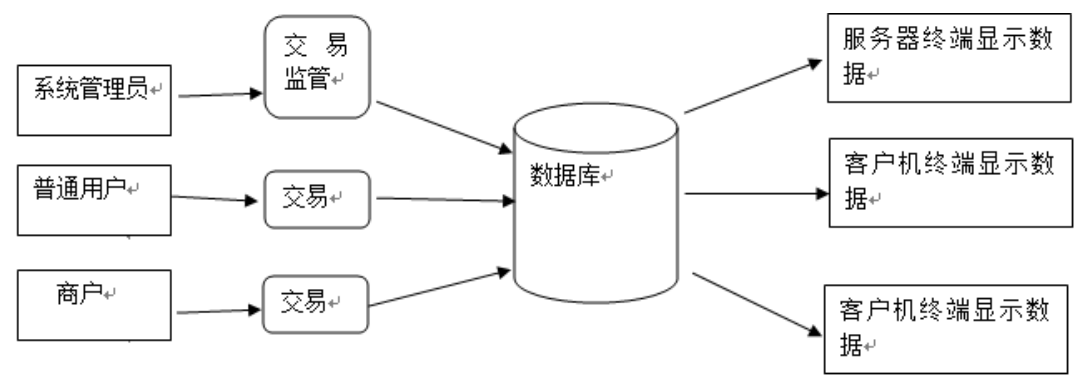 系统管理员
交 易
监管
普通用户
交易
商户
交易
数据库
服务器终端显示数
据
客户机终端显示数
据
客户机终端显示数
据